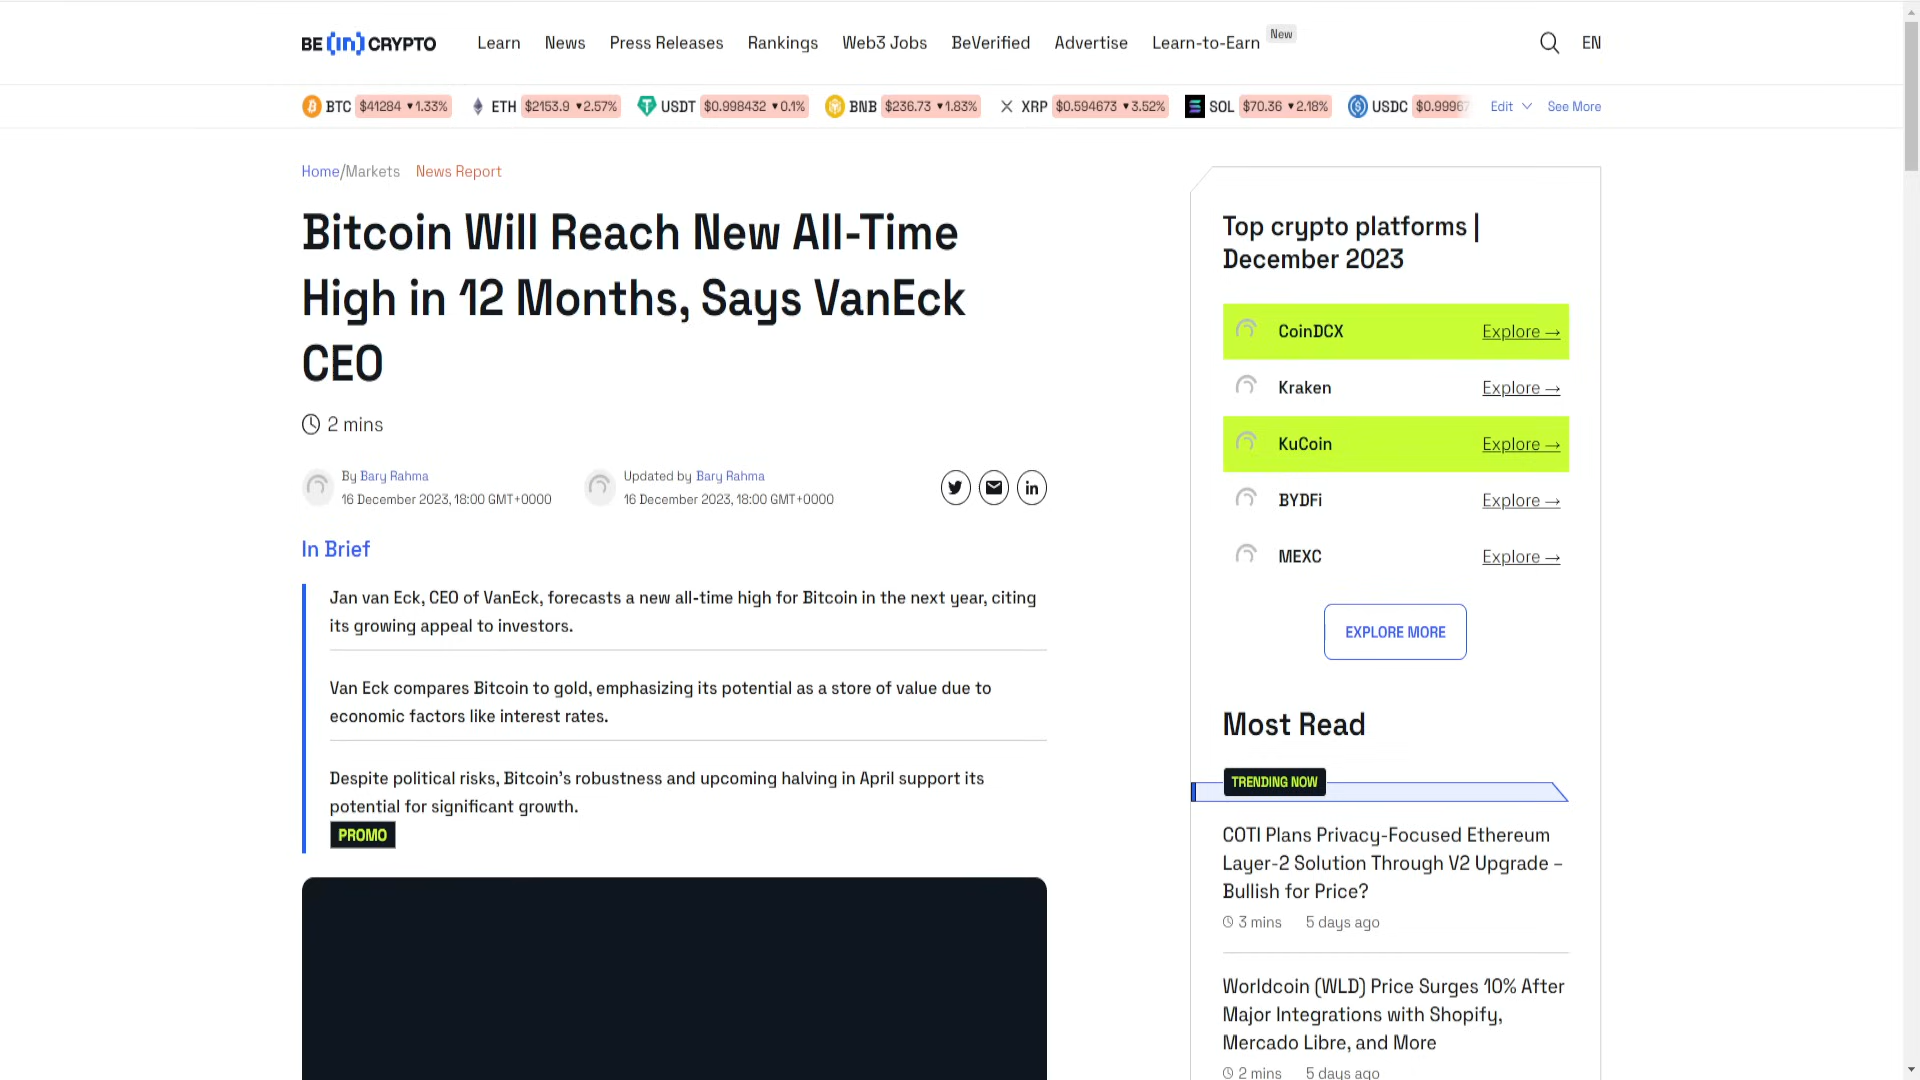 BE [in] CRYPTO
Learn
News
Press Releases
Rankings
Web3 Jobs
BeVerified
Advertise
Learn-to-Earn
New
EN
BTC $41284 ▼1.33%
ETH $2153.9 ▼2.57%
USDT $0.998432 ▼0.1%
BNB $236.73 ▼1.83%
XRP $0.594673 ▼3.52%
SOL $70.36 ▼2.18%
USDC $0.99967
Edit
See More
Home/Markets News Report
Bitcoin Will Reach New All-Time
High in 12 Months, Says VanEck
CEO
2 mins
By Bary Rahma
16 December 2023, 18:00 GMT+0000
Updated by Bary Rahma
16 December 2023, 18:00 GMT+0000
In Brief
Jan van Eck, CEO of VanEck, forecasts a new all-time high for Bitcoin in the next year, citing
its growing appeal to investors.
Van Eck compares Bitcoin to gold, emphasizing its potential as a store of value due to
economic factors like interest rates.
Despite political risks, Bitcoin's robustness and upcoming halving in April support its
potential for significant growth.
PROMO
Top crypto platforms |
December 2023
CoinDCX Explore →
Kraken Explore →
KuCoin Explore →
BYDFi Explore →
MEXC Explore →
EXPLORE MORE
Most Read
TRENDING NOW
COTI Plans Privacy-Focused Ethereum
Layer-2 Solution Through V2 Upgrade –
Bullish for Price?
3 mins 5 days ago
Worldcoin (WLD) Price Surges 10% After
Major Integrations with Shopify,
Mercado Libre, and More
2 mins 5 days ago